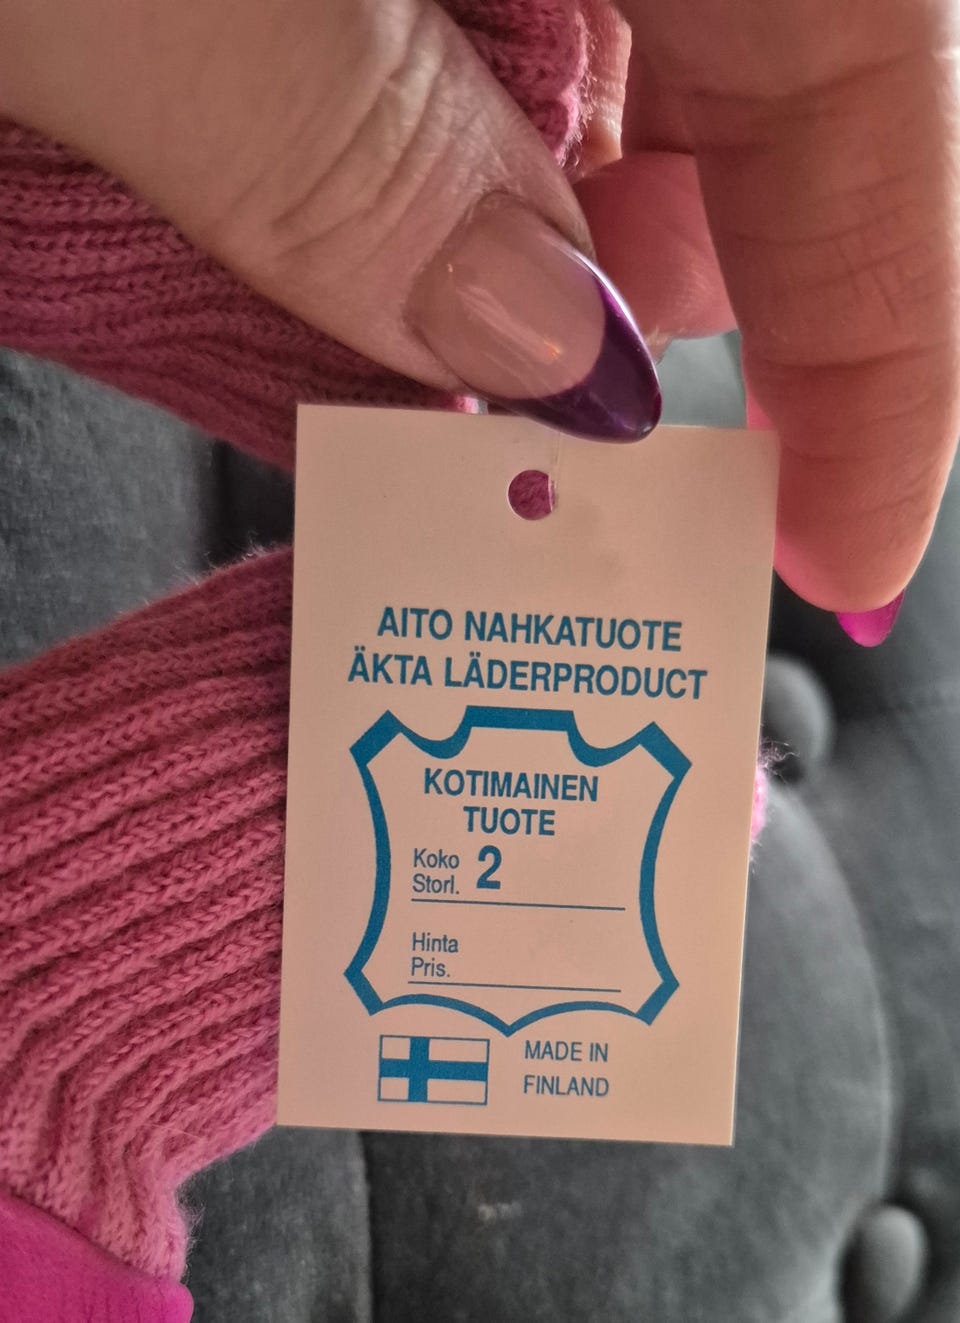 AITO NAHKATUOTE
ÄKTA LÄDERPRODUCT
KOTIMAINEN
TUOTE
Koko 2
Storl.
Hinta
Pris.
MADE IN
FINLAND